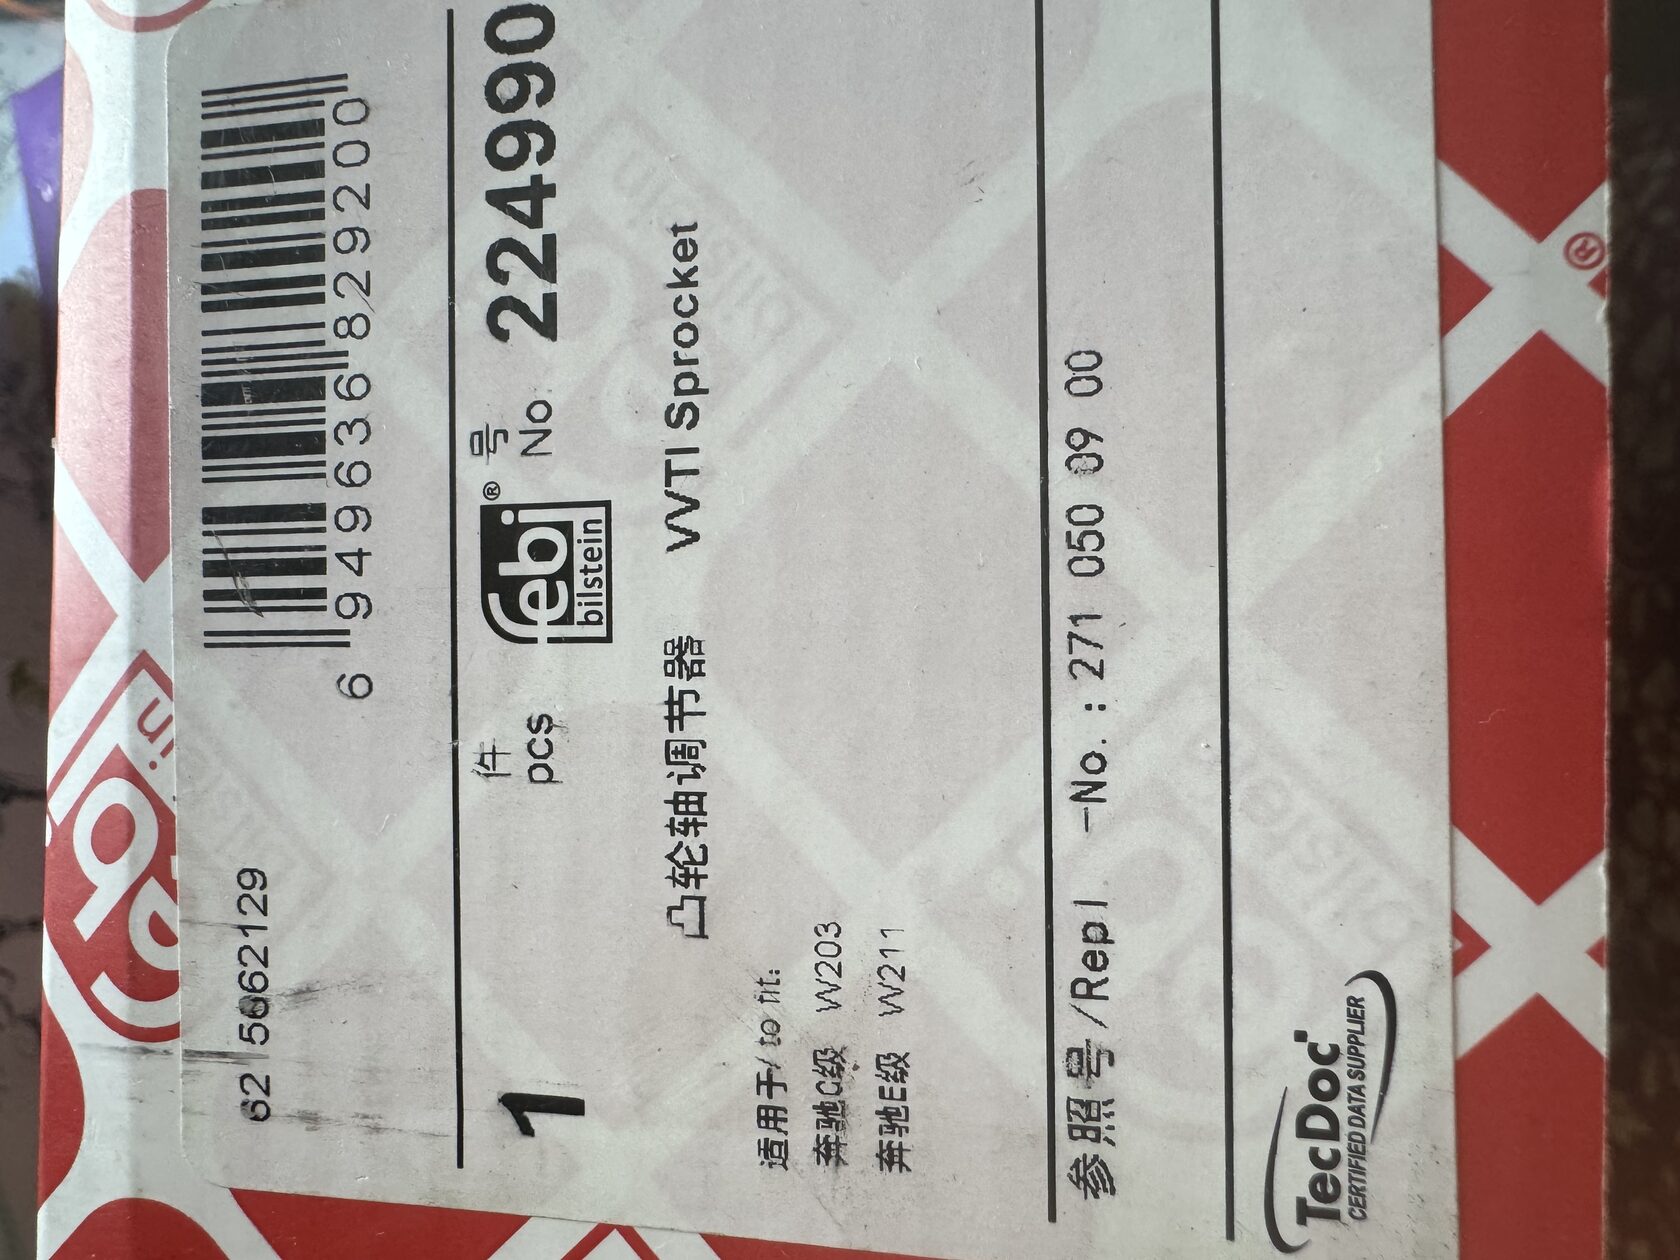 62 5062129
6 949636 829200
1 件 pcs febi bilstein ® 号 No. 224990
凸轮轴调节器 VVTI Sprocket
适用于/to fit:
奔驰C级 W203
奔驰E级 W211
参照号/Repl.-No.: 271 050 09 00
TecDoc
CERTIFIED DATA SUPPLIER